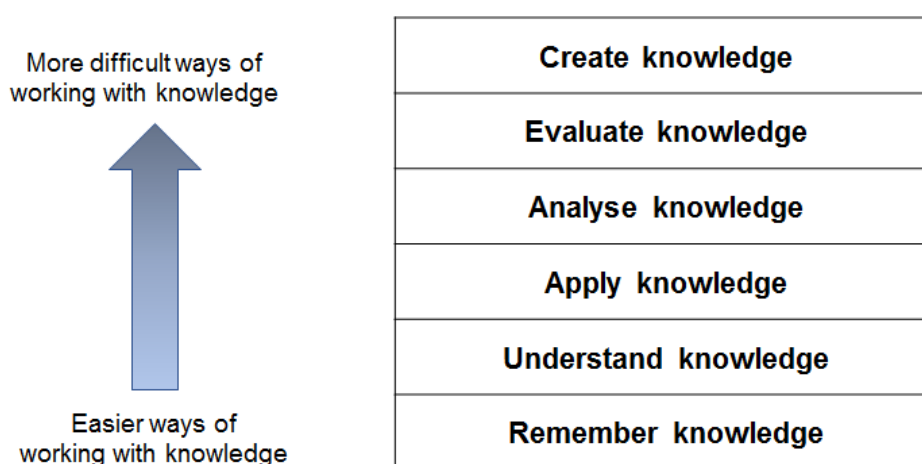 More difficult ways of
working with knowledge
Easier ways of
working with knowledge
Create knowledge
Evaluate knowledge
Analyse knowledge
Apply knowledge
Understand knowledge
Remember knowledge